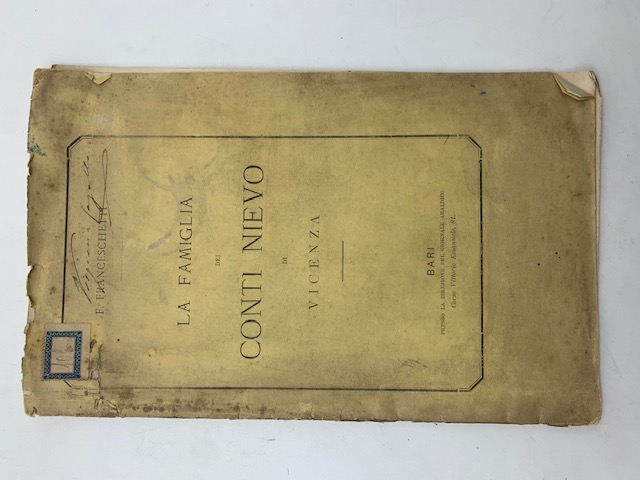 F. FRANCESCHETTI
LA FAMIGLIA
DEI
CONTI NIEVO
DI
VICENZA
BARI
PRESSO LA DIREZIONE DEL GIORNALE ARALDICO
Corso Vittorio Emanuele, 81.